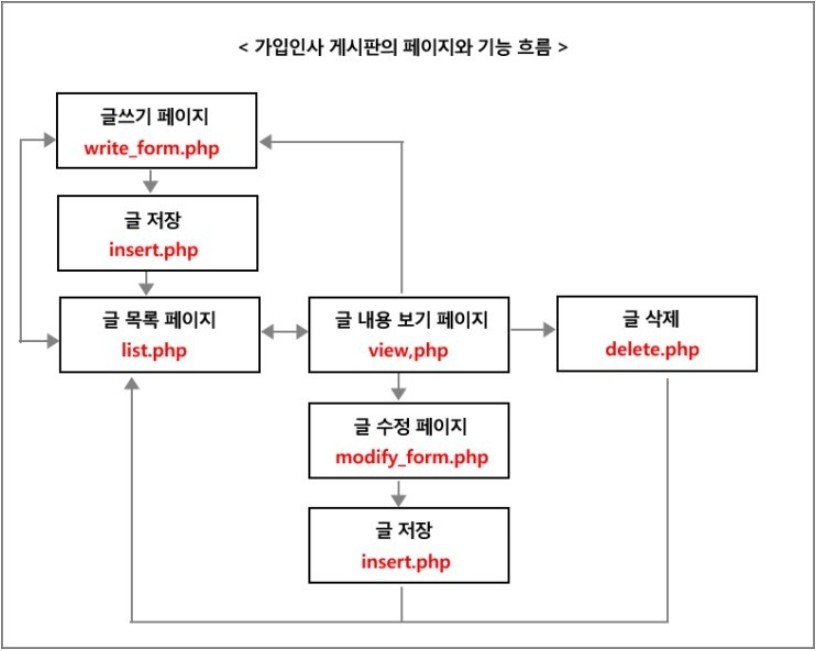 < 가입인사 게시판의 페이지와 기능 흐름 >
글쓰기 페이지
write_form.php
글 저장
insert.php
글 목록 페이지
list.php
글 내용 보기 페이지
view,php
글 삭제
delete.php
글 수정 페이지
modify_form.php
글 저장
insert.php